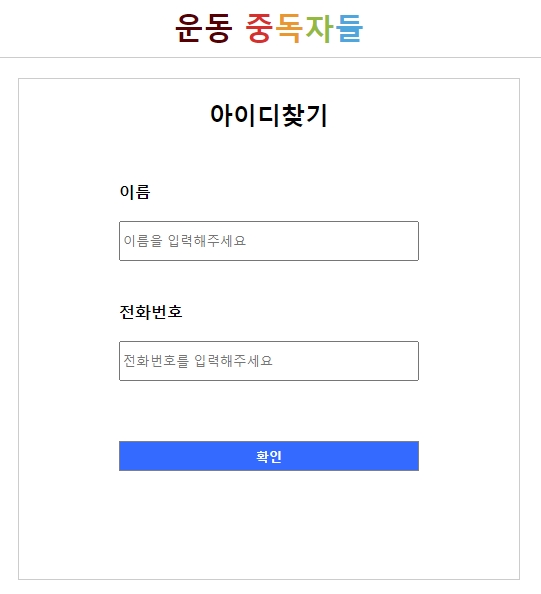 운동 중독자들
아이디찾기
이름
이름을 입력해주세요
전화번호
전화번호를 입력해주세요
확인